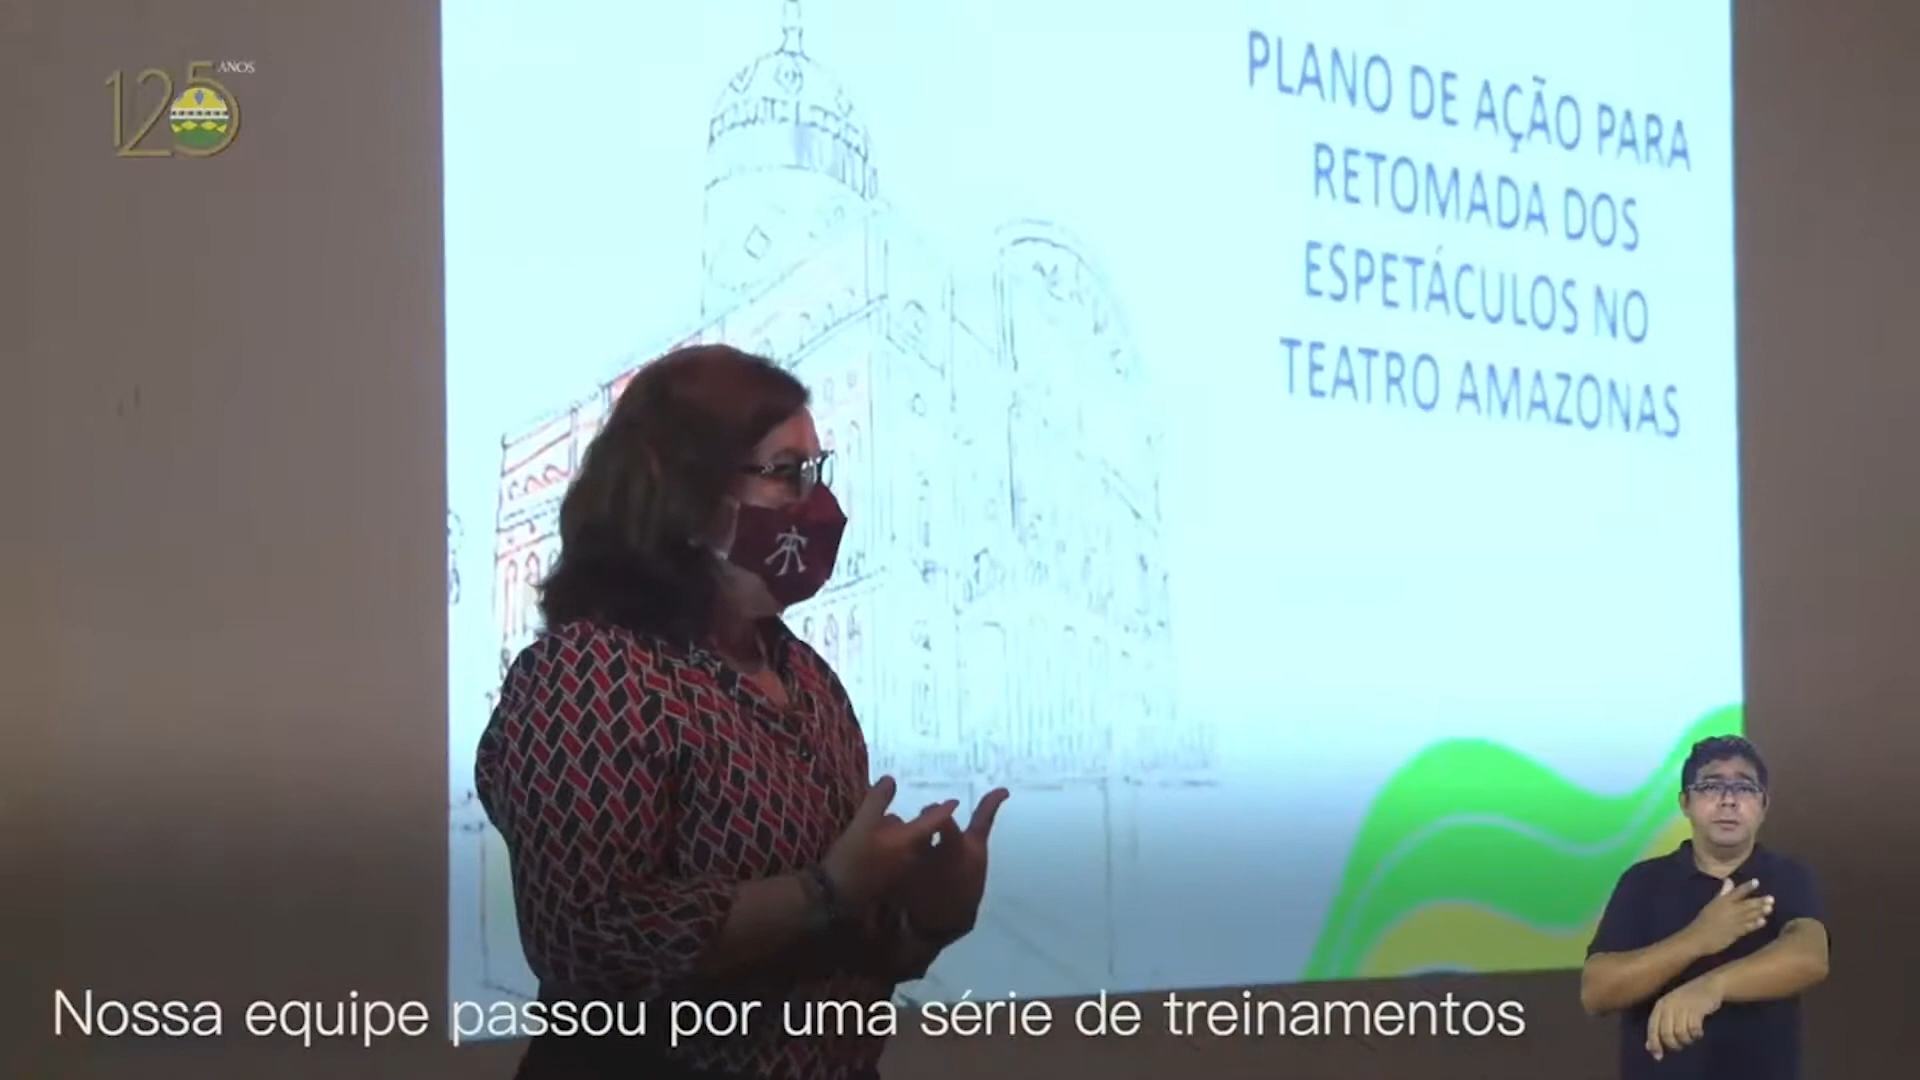 125 ANOS
PLANO DE AÇÃO PARA
RETOMADA DOS
ESPETÁCULOS NO
TEATRO AMAZONAS
Nossa equipe passou por uma série de treinamentos